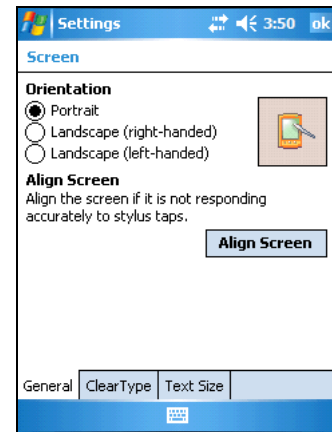 Settings 3:50 ok
Screen
Orientation
Portrait
Landscape (right-handed)
Landscape (left-handed)
Align Screen
Align the screen if it is not responding
accurately to stylus taps.
Align Screen
General ClearType Text Size